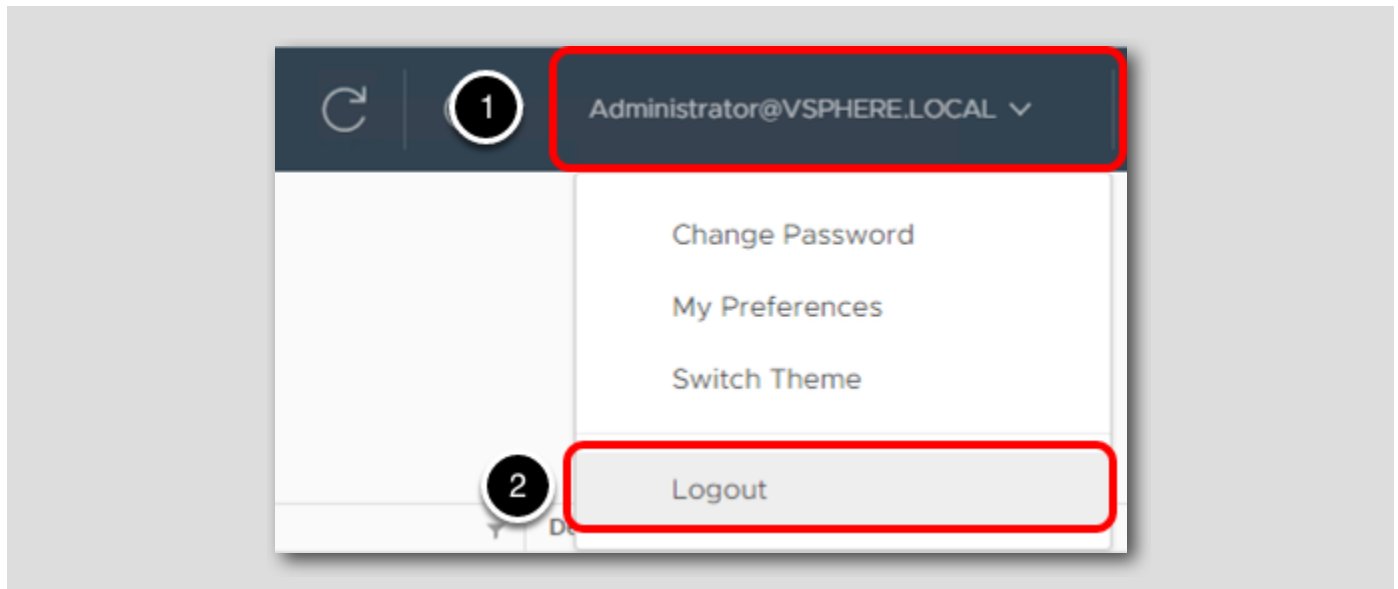 1
Administrator@VSPHERE.LOCAL
Change Password
My Preferences
Switch Theme
2
Logout